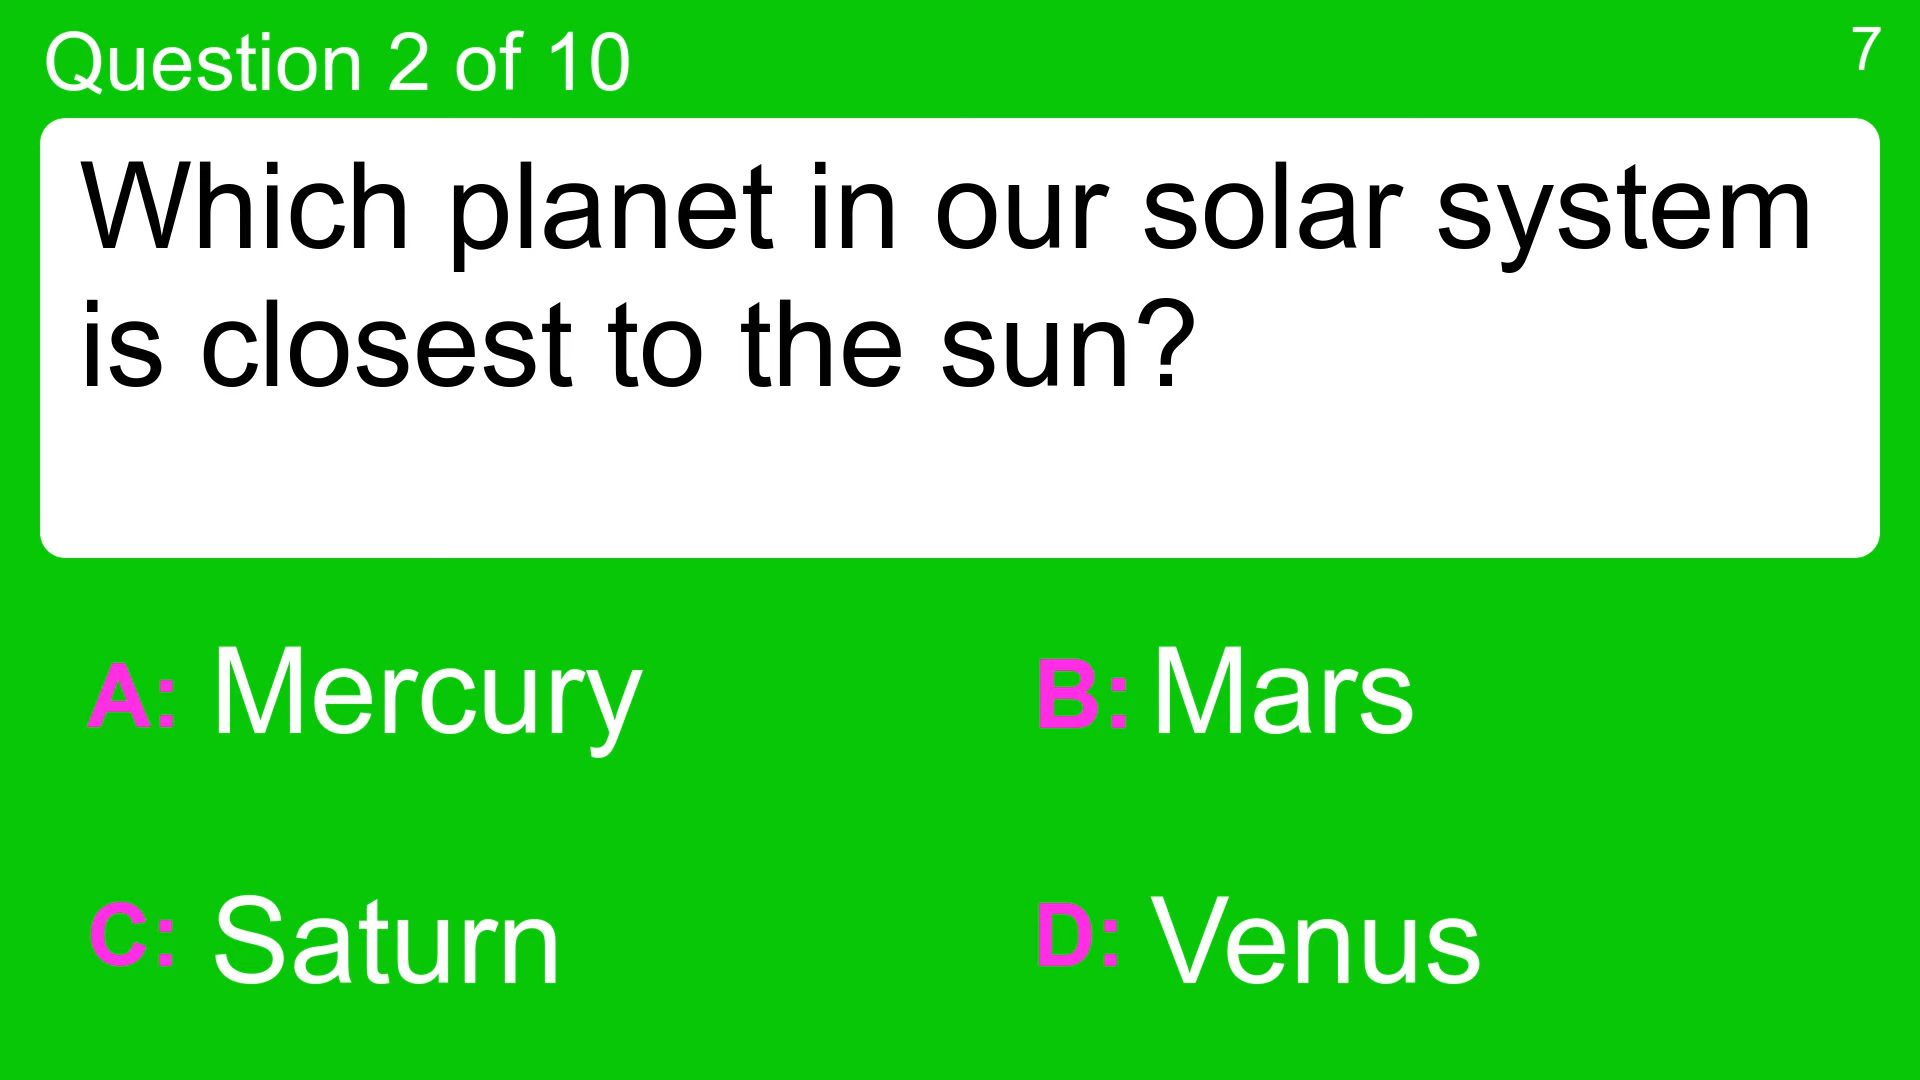 Question 2 of 10
7
Which planet in our solar system
is closest to the sun?
A: Mercury
B: Mars
C: Saturn
D: Venus